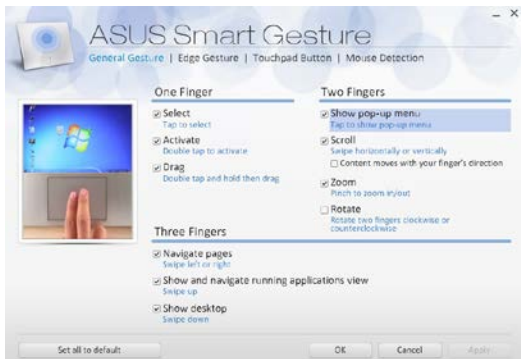 ASUS Smart Gesture
General Gesture | Edge Gesture | Touchpad Button | Mouse Detection
One Finger
Select
Tap to select
Activate
Double tap to activate
Drag
Double tap and hold then drag
Two Fingers
Show pop-up menu
Tap to show pop-up menu
Scroll
Swipe horizontally or vertically
Content moves with your finger's direction
Zoom
Pinch to zoom in/out
Rotate
Rotate two fingers clockwise or
counterclockwise
Three Fingers
Navigate pages
Swipe left or right
Show and navigate running applications view
Swipe up
Show desktop
Swipe down
Set all to default
OK
Cancel
Apply